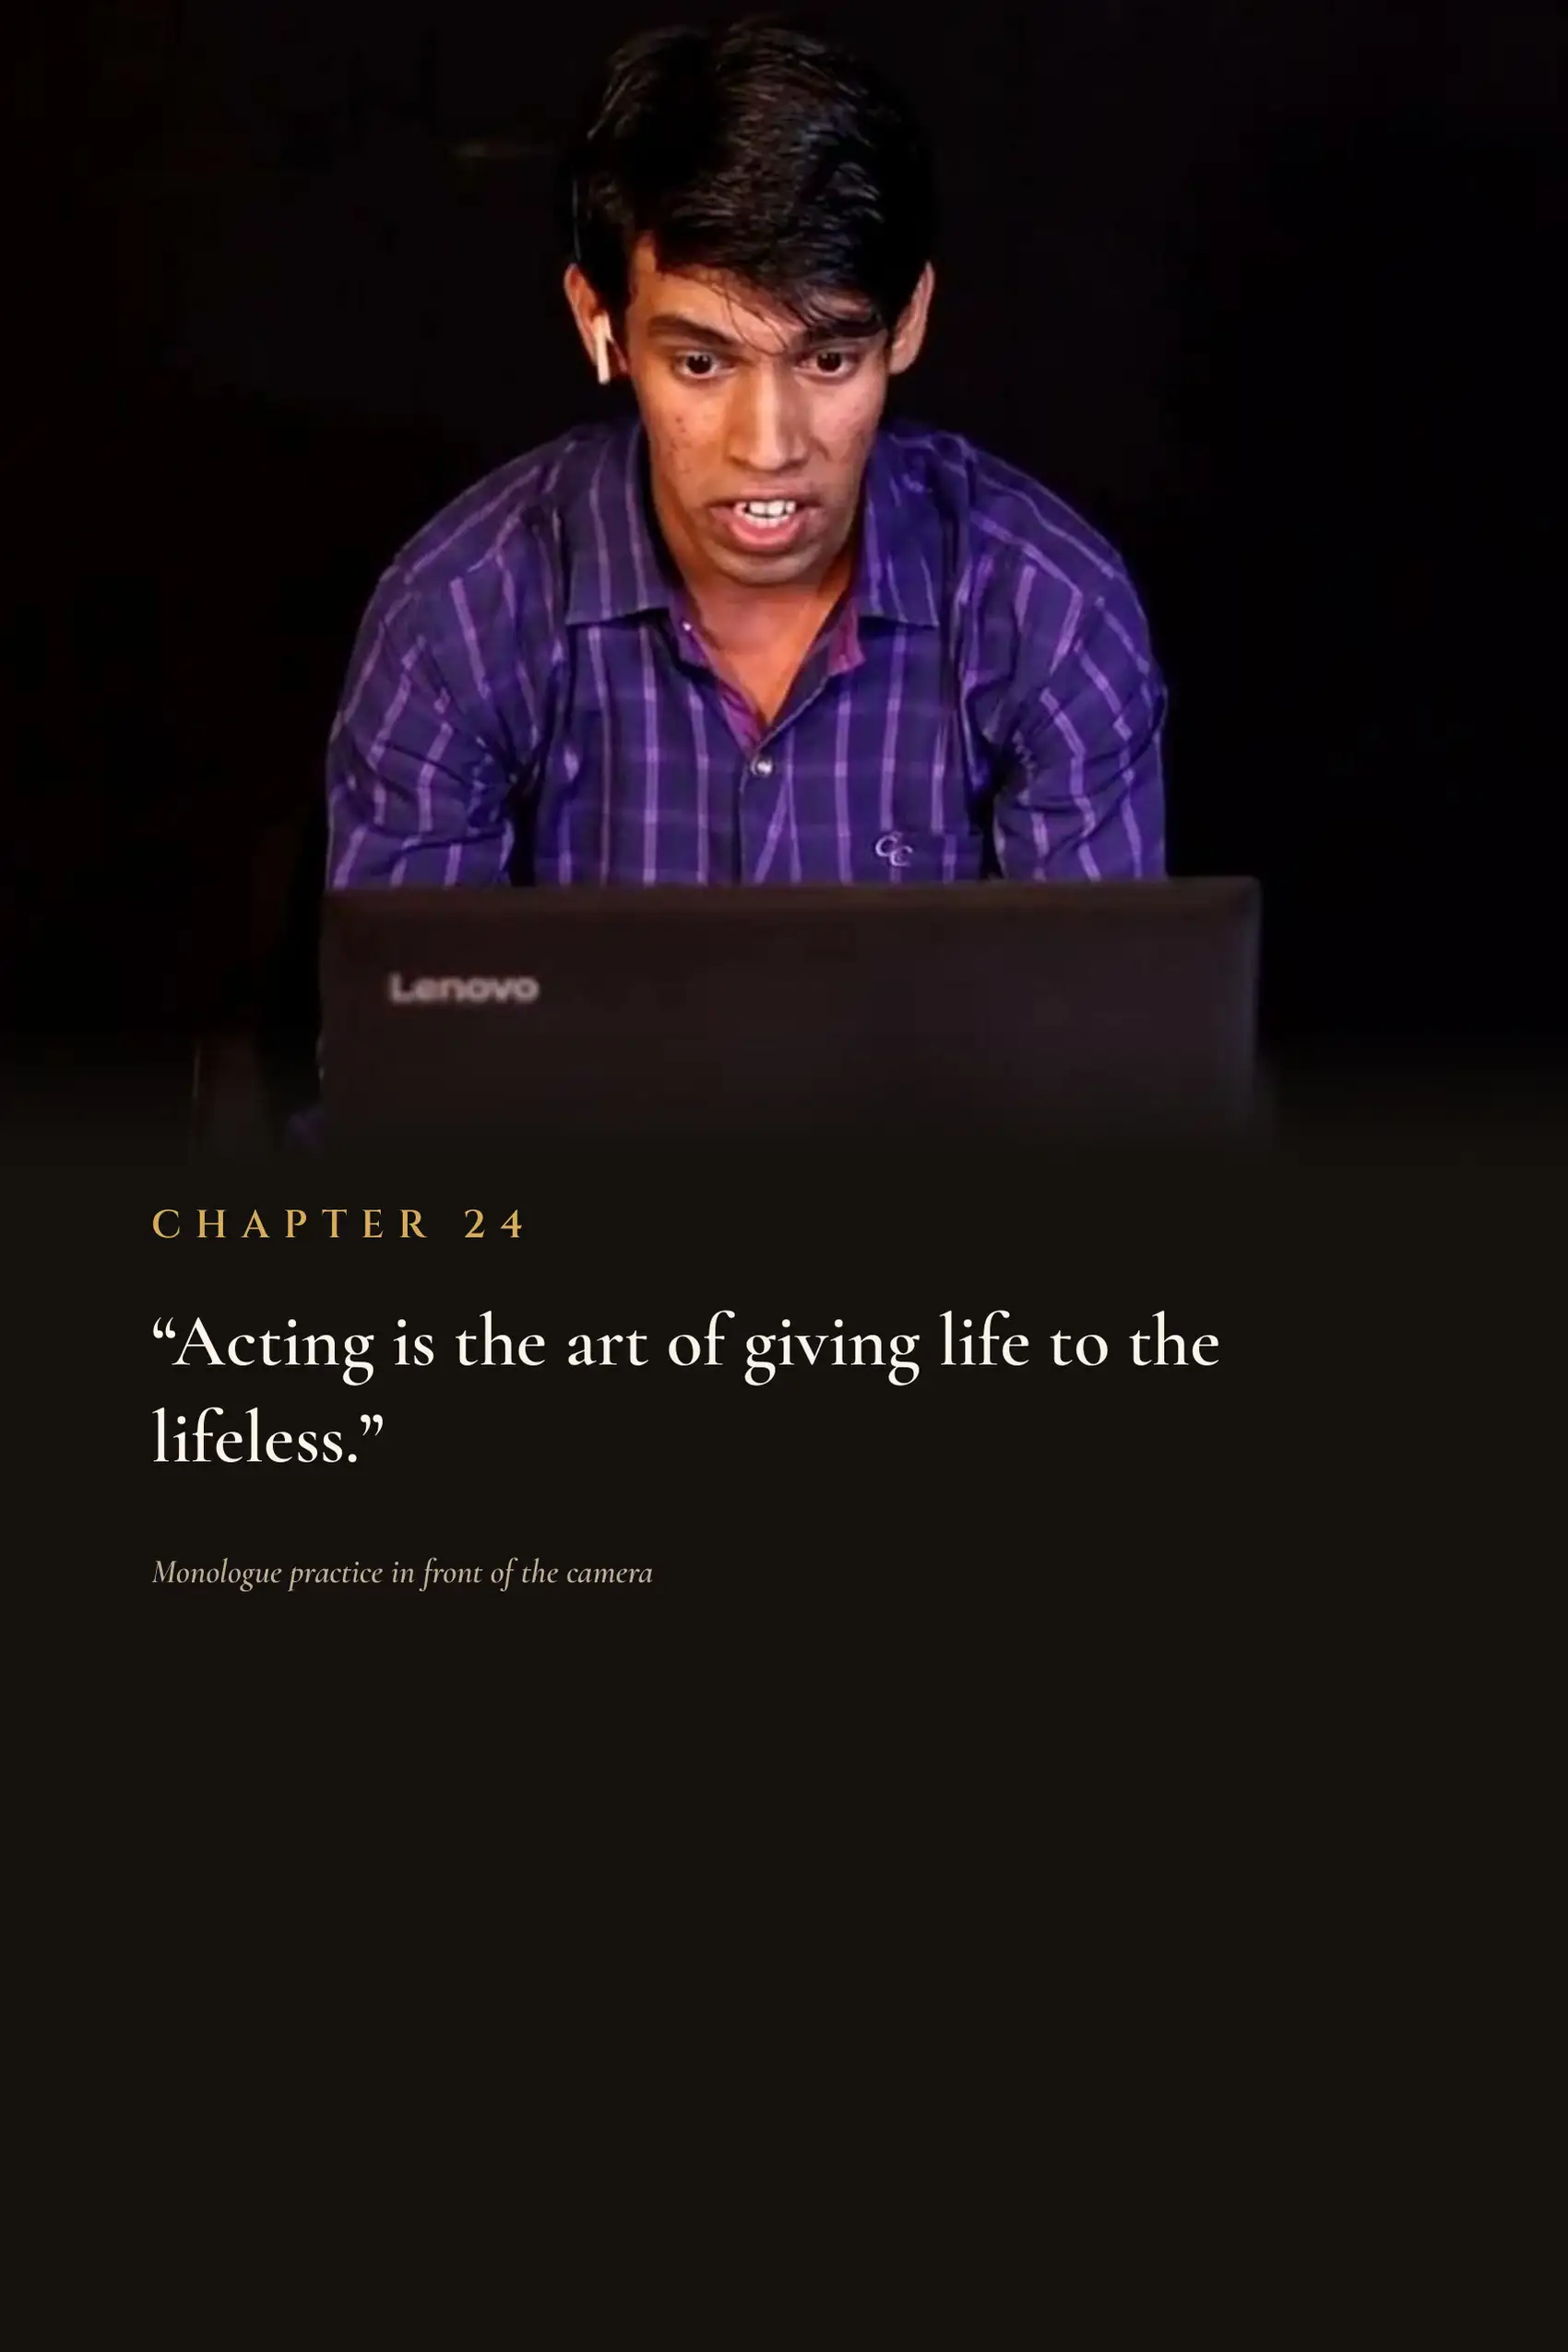 CC
Lenovo
CHAPTER 24
“Acting is the art of giving life to the
lifeless.”
Monologue practice in front of the camera